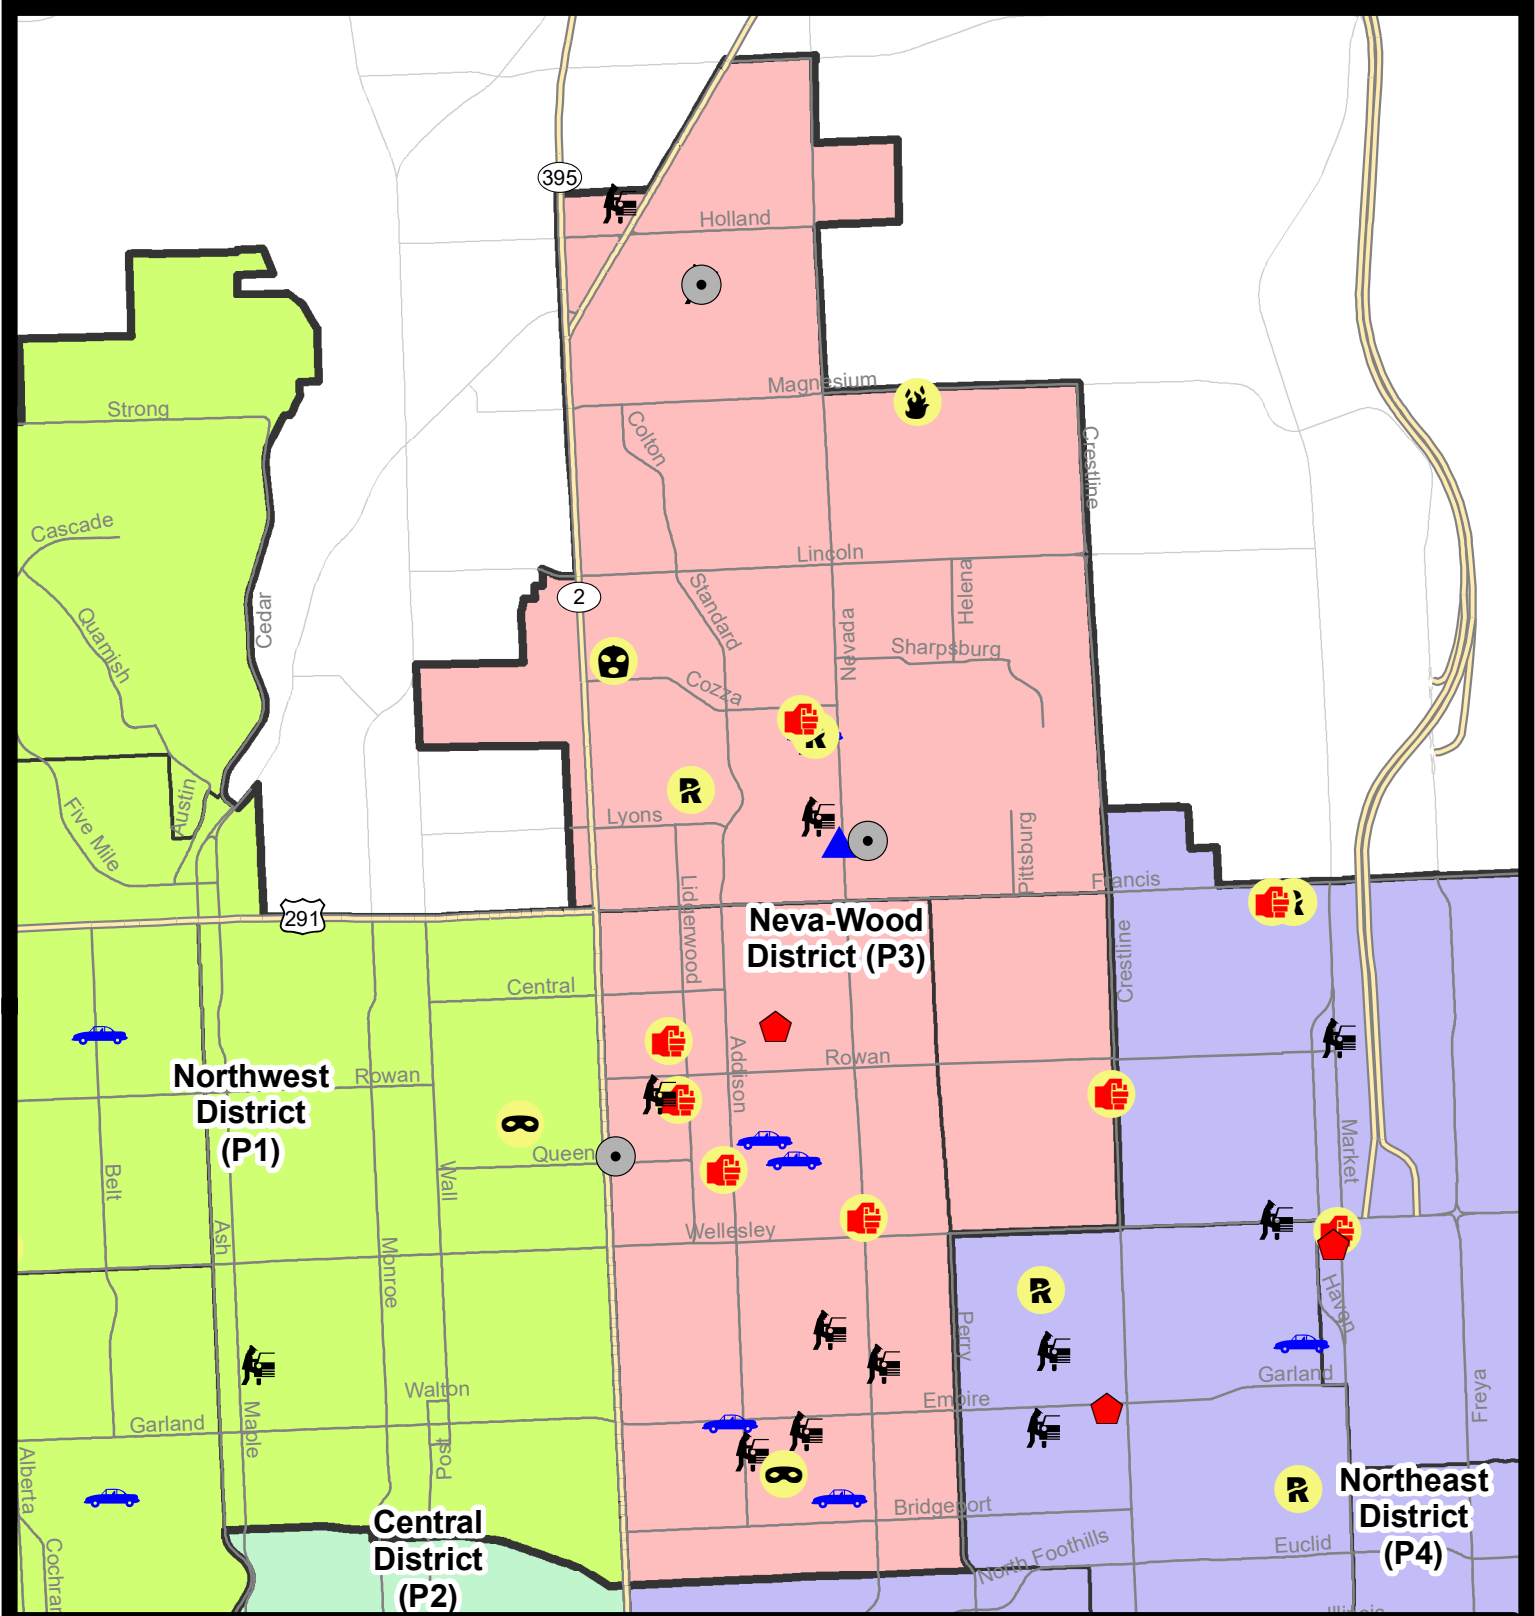 395
Holland
Magnesium
Strong
Colton
Crestline
Cascade
Lincoln
Helena
Standard
2
Cedar
Quamish
Nevada
Sharpsburg
Cozza
Five Mile
Austin
Lyons
Pittsburg
Francis
Lidgerwood
291
Neva-Wood
District (P3)
Crestline
Central
Addison
Rowan
Northwest
District
(P1)
Rowan
Queen
Market
Belt
Wall
Ash
Monroe
Wellesley
Haven
Perry
Garland
Freya
Walton
Empire
Garland
Maple
Post
Alberta
Northeast
District
(P4)
Bridgeport
Central
District
(P2)
Cochran
North Foothills
Euclid